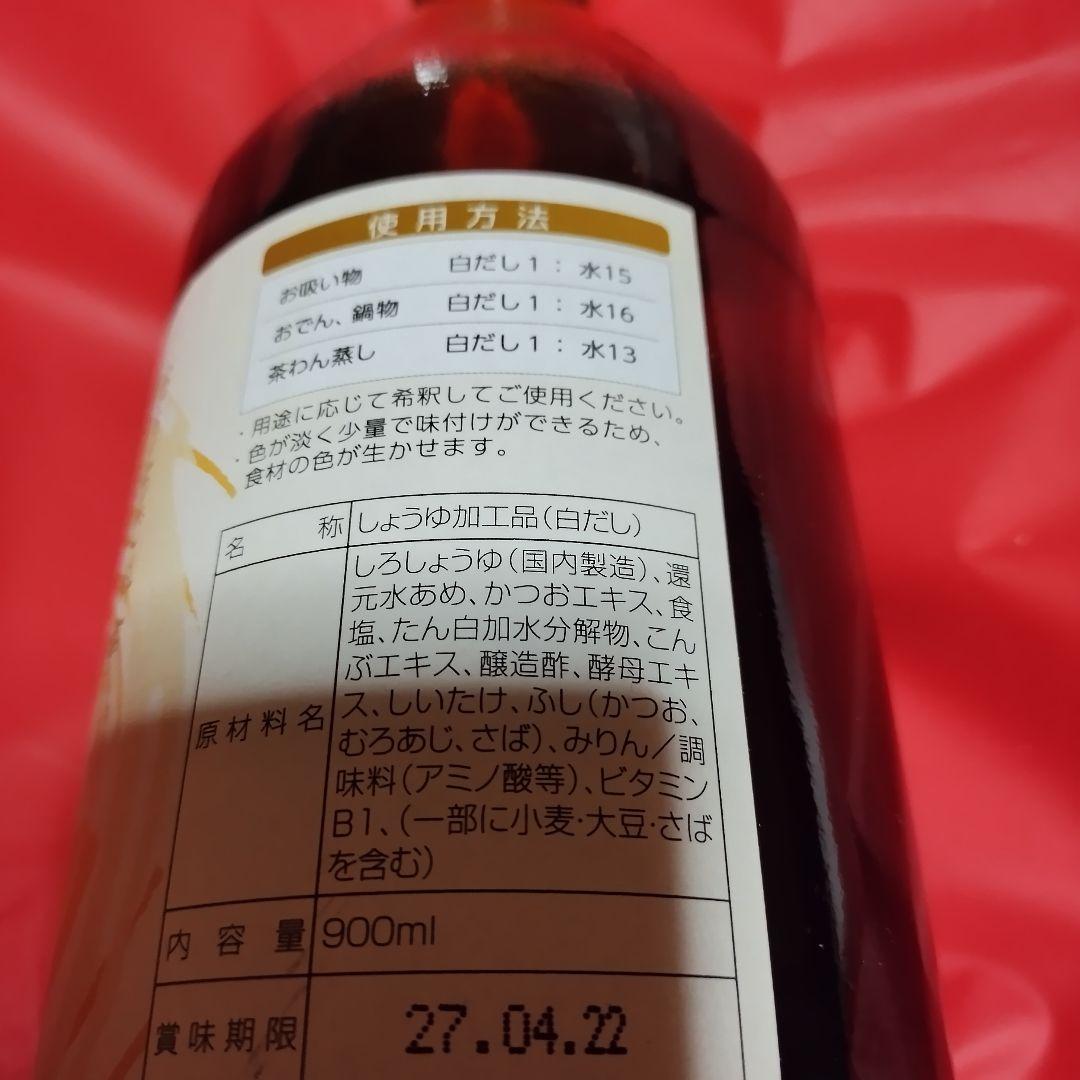 使用方法
お吸い物 白だし1：水15
おでん、鍋物 白だし1：水16
茶わん蒸し 白だし1：水13
・用途に応じて希釈してご使用ください。
・色が淡く少量で味付けができるため、
食材の色が生かせます。
名称 しょうゆ加工品(白だし)
しろしょうゆ(国内製造)、還
元水あめ、かつおエキス、食
塩、たん白加水分解物、こん
ぶエキス、醸造酢、酵母エキ
ス、しいたけ、ふし(かつお、
原材料名 むろあじ、さば)、みりん／調
味料(アミノ酸等)、ビタミン
B1、(一部に小麦・大豆・さば
を含む)
内容量 900ml
賞味期限 27.04.22